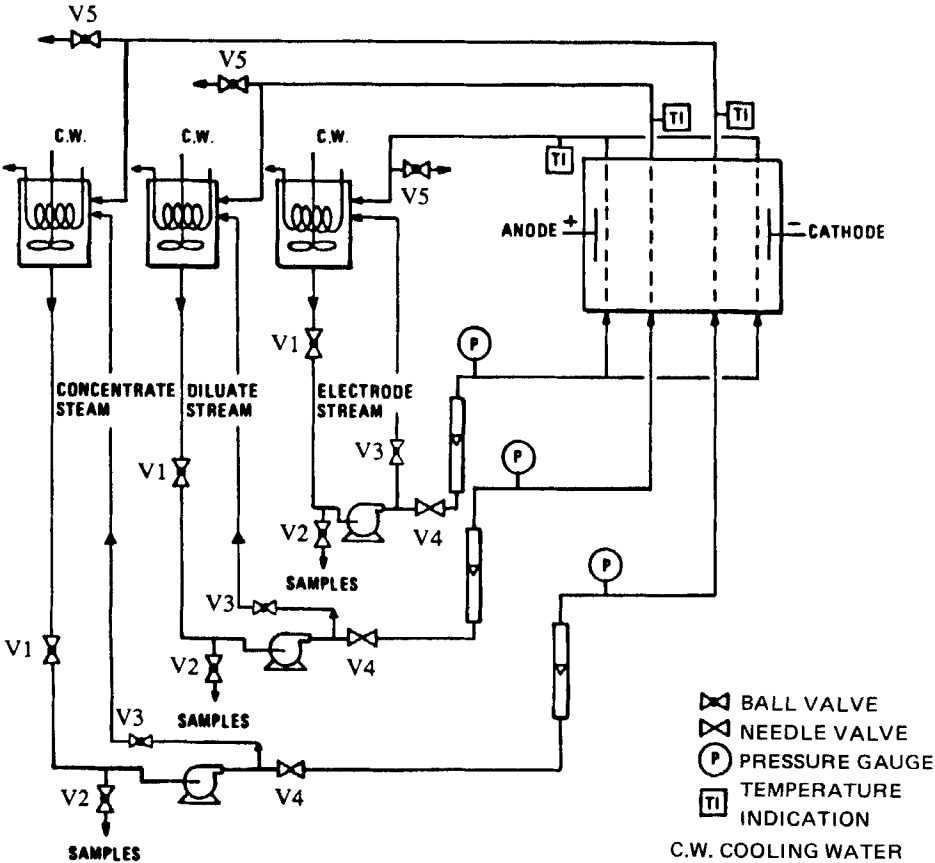 V5
V5
C.W.
C.W.
C.W.
TI
TI
TI
V5
ANODE +
− CATHODE
V1
P
CONCENTRATE
STEAM
DILUATE
STREAM
ELECTRODE
STREAM
V3
V1
P
V2
V4
SAMPLES
P
V3
V1
V2
V4
SAMPLES
V3
V2
V4
SAMPLES
BALL VALVE
NEEDLE VALVE
P PRESSURE GAUGE
TI TEMPERATURE
INDICATION
C.W. COOLING WATER